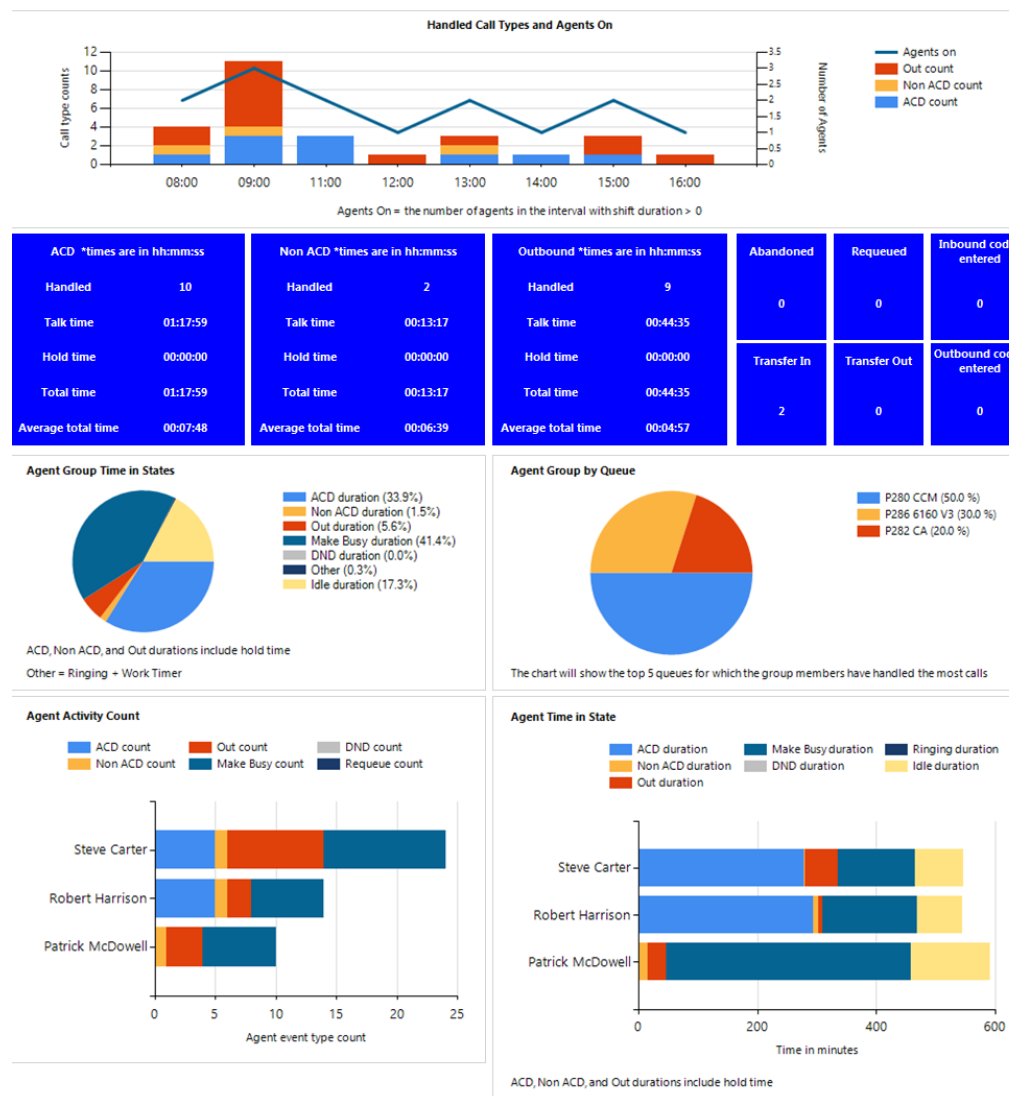 Handled Call Types and Agents On
12
10
8
6
4
2
0
Call type counts
3.5
3
2.5
2
1.5
1
0.5
0
Number of Agents
Agents on
Out count
Non ACD count
ACD count
08:00 09:00 11:00 12:00 13:00 14:00 15:00 16:00
Agents On = the number of agents in the interval with shift duration > 0
ACD *times are in hh:mm:ss
Handled 10
Talk time 01:17:59
Hold time 00:00:00
Total time 01:17:59
Average total time 00:07:48
Non ACD *times are in hh:mm:ss
Handled 2
Talk time 00:13:17
Hold time 00:00:00
Total time 00:13:17
Average total time 00:06:39
Outbound *times are in hh:mm:ss
Handled 9
Talk time 00:44:35
Hold time 00:00:00
Total time 00:44:35
Average total time 00:04:57
Abandoned
0
Requeued
0
Inbound cod
entered
0
Transfer In
2
Transfer Out
0
Outbound co
entered
0
Agent Group Time in States
ACD duration (33.9%)
Non ACD duration (1.5%)
Out duration (5.6%)
Make Busy duration (41.4%)
DND duration (0.0%)
Other (0.3%)
Idle duration (17.3%)
ACD, Non ACD, and Out durations include hold time
Other = Ringing + Work Timer
Agent Group by Queue
P280 CCM (50.0 %)
P286 6160 V3 (30.0 %)
P282 CA (20.0 %)
The chart will show the top 5 queues for which the group members have handled the most calls
Agent Activity Count
ACD count Out count DND count
Non ACD count Make Busy count Requeue count
Steve Carter
Robert Harrison
Patrick McDowell
0 5 10 15 20 25
Agent event type count
Agent Time in State
ACD duration Make Busy duration Ringing duration
Non ACD duration DND duration Idle duration
Out duration
Steve Carter
Robert Harrison
Patrick McDowell
0 200 400 600
Time in minutes
ACD, Non ACD, and Out durations include hold time